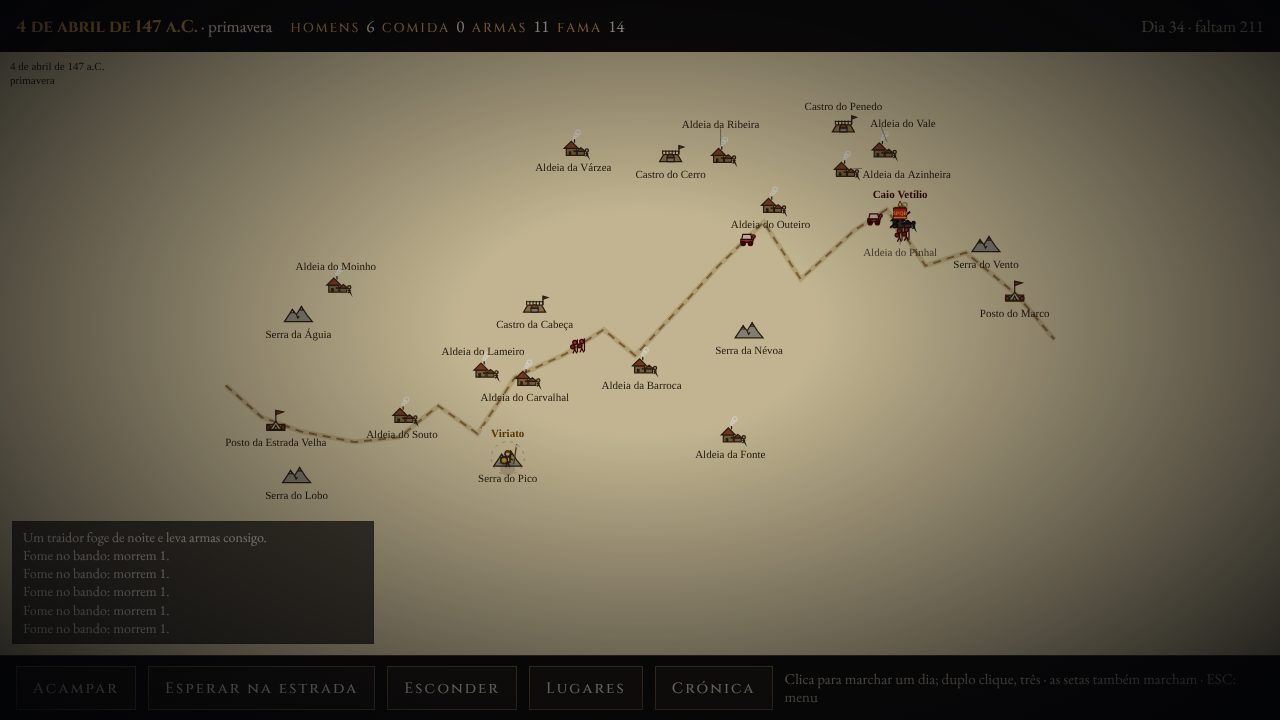 4 DE ABRIL DE 147 A.C. · primavera HOMENS 6 COMIDA 0 ARMAS 11 FAMA 14 Dia 34 · faltam 211
4 de abril de 147 a.C.
primavera
Castro do Penedo
Aldeia da Ribeira Aldeia do Vale
Aldeia da Várzea Castro do Cerro Aldeia da Azinheira
Caio Vetílio
Aldeia do Outeiro
Aldeia do Pinhal
Aldeia do Moinho Serra do Vento
Posto do Marco
Castro da Cabeça
Serra da Águia
Aldeia do Lameiro Serra da Névoa
Aldeia da Barroca
Aldeia do Carvalhal
Aldeia do Souto Viriato
Posto da Estrada Velha
Aldeia da Fonte
Serra do Pico
Serra do Lobo
Um traidor foge de noite e leva armas consigo.
Fome no bando: morrem 1.
Fome no bando: morrem 1.
Fome no bando: morrem 1.
Fome no bando: morrem 1.
Fome no bando: morrem 1.
ACAMPAR ESPERAR NA ESTRADA ESCONDER LUGARES CRÓNICA
Clica para marchar um dia; duplo clique, três · as setas também marcham · ESC:
menu